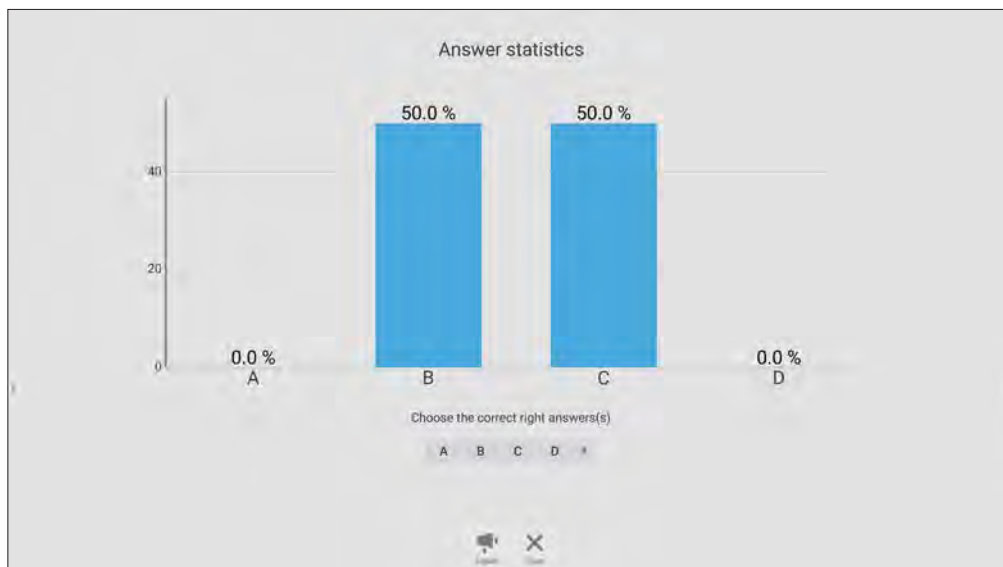 Answer statistics
50.0 %
50.0 %
40
20
0
0.0 %
0.0 %
A
B
C
D
Choose the correct right answers(s)
A B C D